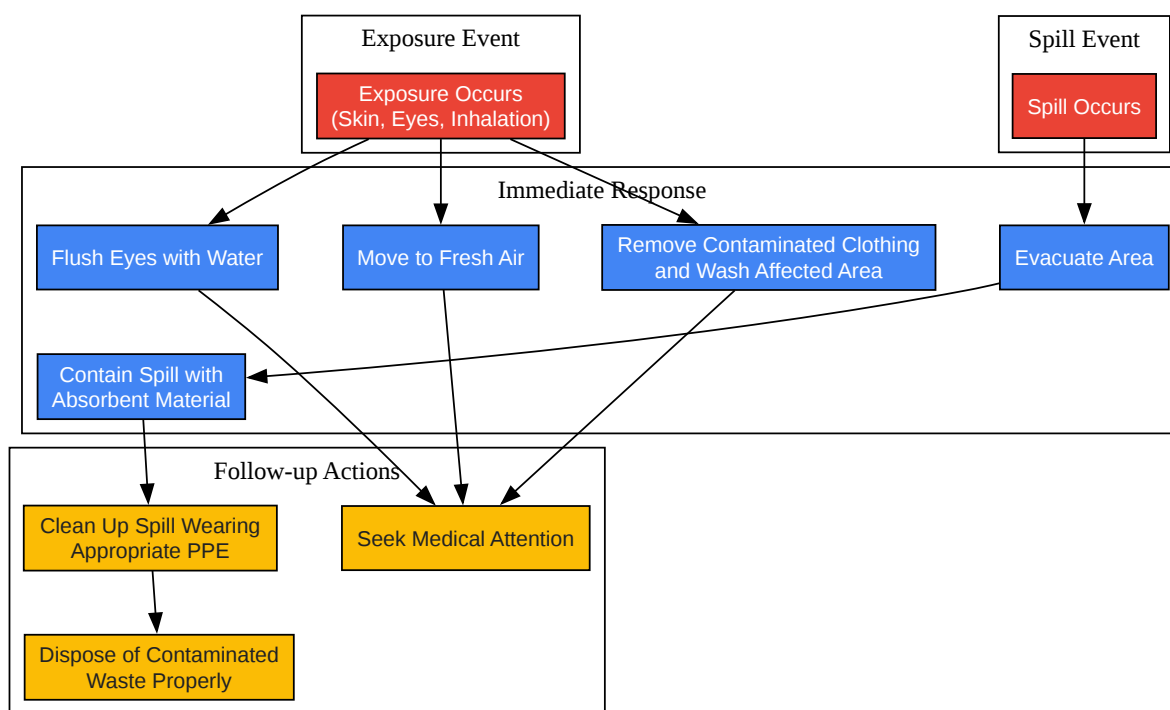 Exposure Event
Spill Event
Exposure Occurs
(Skin, Eyes, Inhalation)
Spill Occurs
Immediate Response
Flush Eyes with Water
Move to Fresh Air
Remove Contaminated Clothing
and Wash Affected Area
Evacuate Area
Contain Spill with
Absorbent Material
Follow-up Actions
Clean Up Spill Wearing
Appropriate PPE
Seek Medical Attention
Dispose of Contaminated
Waste Properly